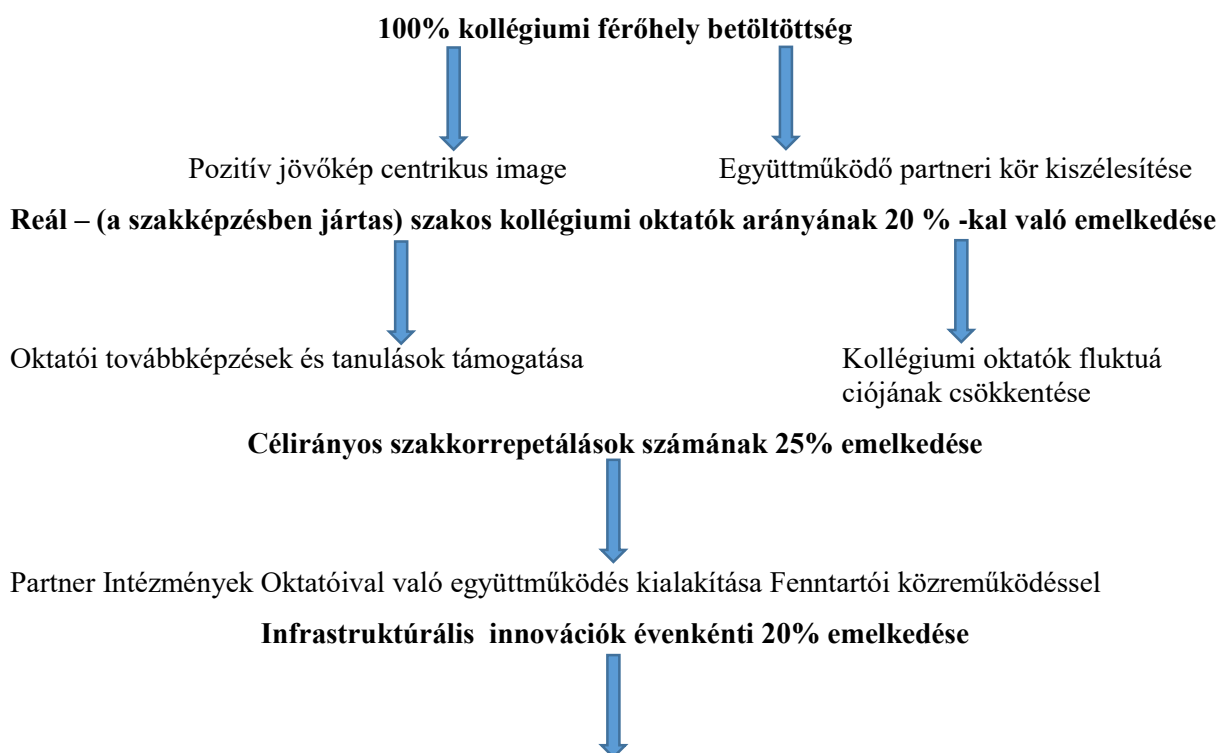 100% kollégiumi férőhely betöltöttség
Pozitív jövőkép centrikus image
Együttműködő partneri kör kiszélesítése
Reál – (a szakképzésben jártas) szakos kollégiumi oktatók arányának 20 % -kal való emelkedése
Oktatói továbbképzések és tanulások támogatása
Kollégiumi oktatók fluktuá
ciójának csökkentése
Célirányos szakkorrepetálások számának 25% emelkedése
Partner Intézmények Oktatóival való együttműködés kialakítása Fenntartói közreműködéssel
Infrastruktúrális  innovációk évenkénti 20% emelkedése